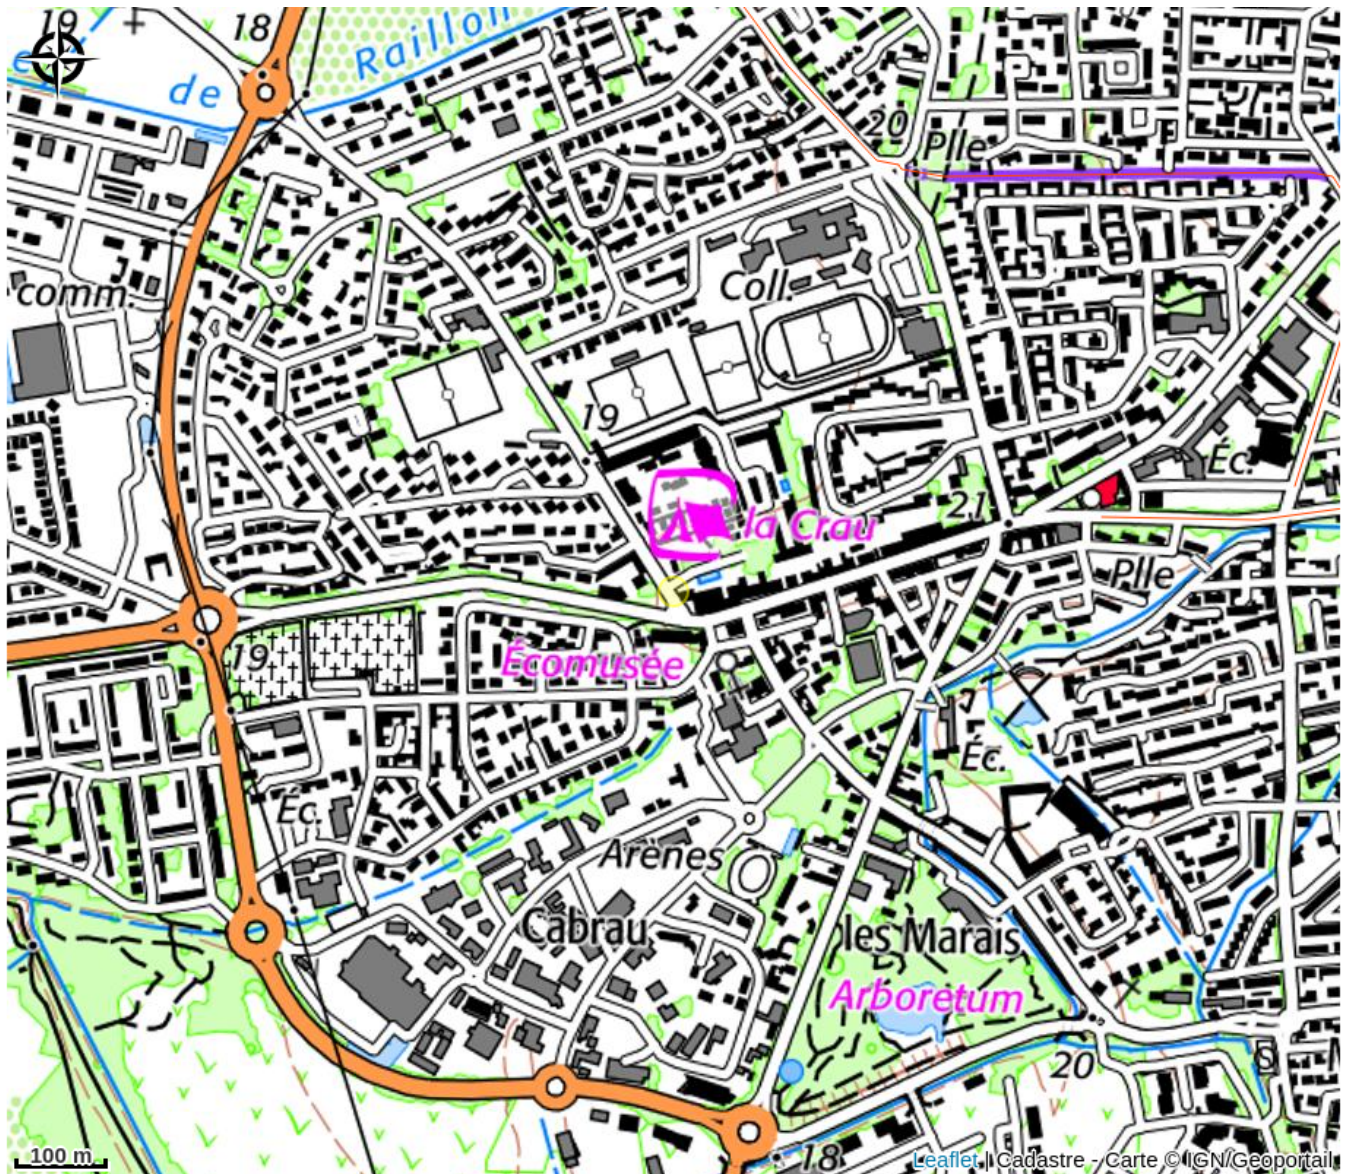 19
18
Raillon
de
e
20
Plle
comm.
Coll.
19
Éc.
21
la Crau
Plle
19
Écomusée
Éc.
Éc.
Arènes
Cabrau
les Marais
Arboretum
20
S
18
100 m
Leaflet | Cadastre - Carte © IGN/Geoportail